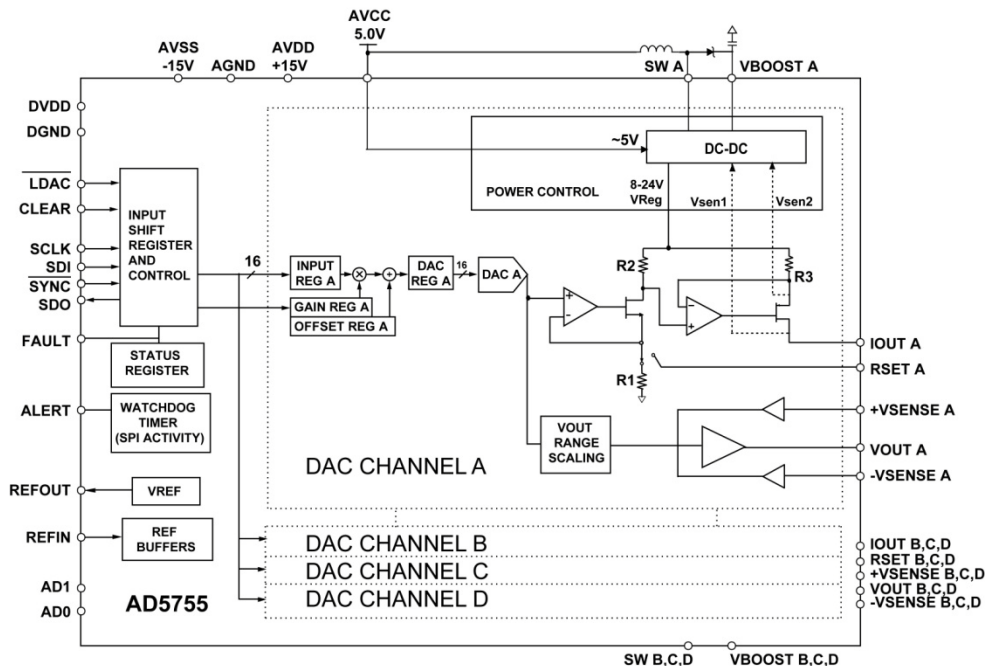 AVCC
5.0V
AVSS
-15V
AGND
AVDD
+15V
SW A
VBOOST A
DVDD
DGND
LDAC
CLEAR
SCLK
SDI
SYNC
SDO
FAULT
ALERT
REFOUT
REFIN
AD1
AD0
INPUT
SHIFT
REGISTER
AND
CONTROL
STATUS
REGISTER
WATCHDOG
TIMER
(SPI ACTIVITY)
VREF
REF
BUFFERS
AD5755
16
INPUT
REG A
GAIN REG A
OFFSET REG A
DAC
REG A
16
DAC A
~5V
DC-DC
POWER CONTROL
8-24V
VReg
Vsen1
Vsen2
R2
R3
R1
VOUT
RANGE
SCALING
DAC CHANNEL A
DAC CHANNEL B
DAC CHANNEL C
DAC CHANNEL D
IOUT A
RSET A
+VSENSE A
VOUT A
-VSENSE A
IOUT B,C,D
RSET B,C,D
+VSENSE B,C,D
VOUT B,C,D
-VSENSE B,C,D
SW B,C,D
VBOOST B,C,D